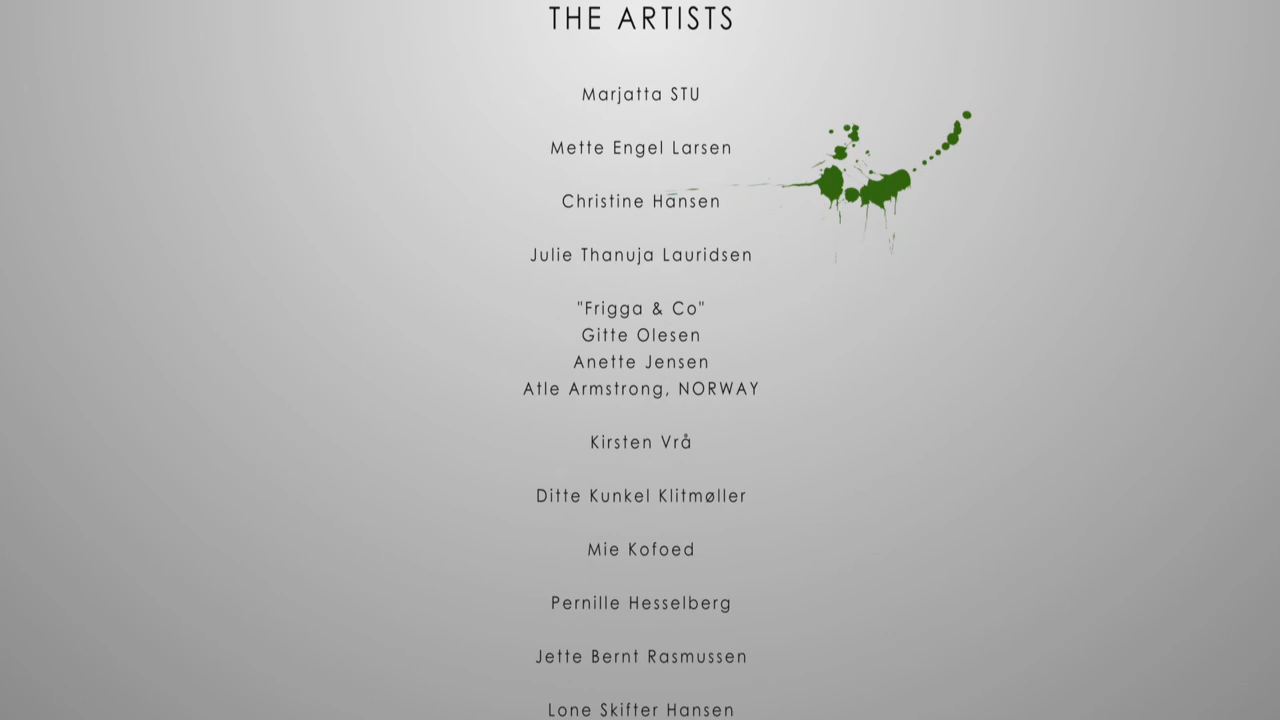 THE ARTISTS
Marjatta STU
Mette Engel Larsen
Christine Hansen
Julie Thanuja Lauridsen
"Frigga & Co"
Gitte Olesen
Anette Jensen
Atle Armstrong, NORWAY
Kirsten Vrå
Ditte Kunkel Klitmøller
Mie Kofoed
Pernille Hesselberg
Jette Bernt Rasmussen
Lone Skifter Hansen